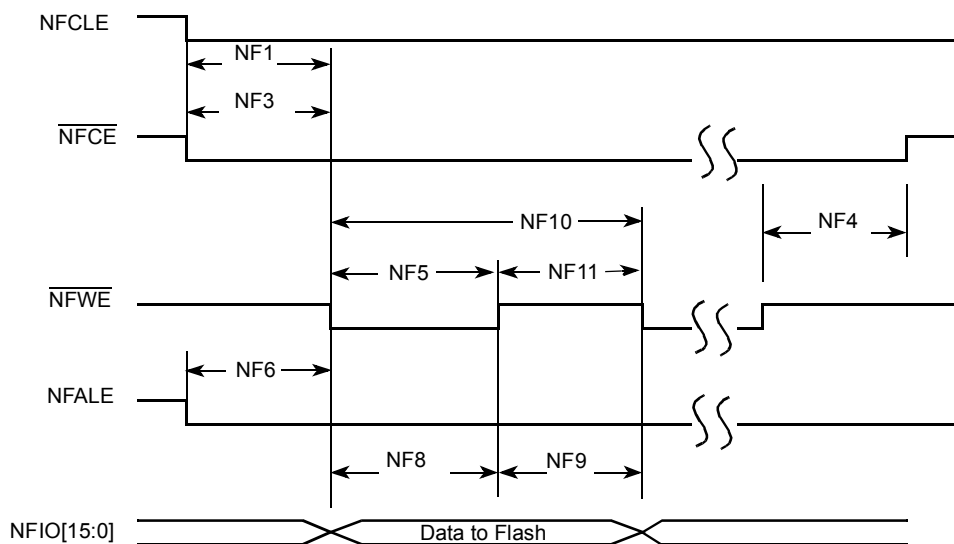 NFCLE
NF1
NF3
NFCE
NF10
NF4
NF5
NF11
NFWE
NF6
NFALE
NF8
NF9
NFIO[15:0]
Data to Flash